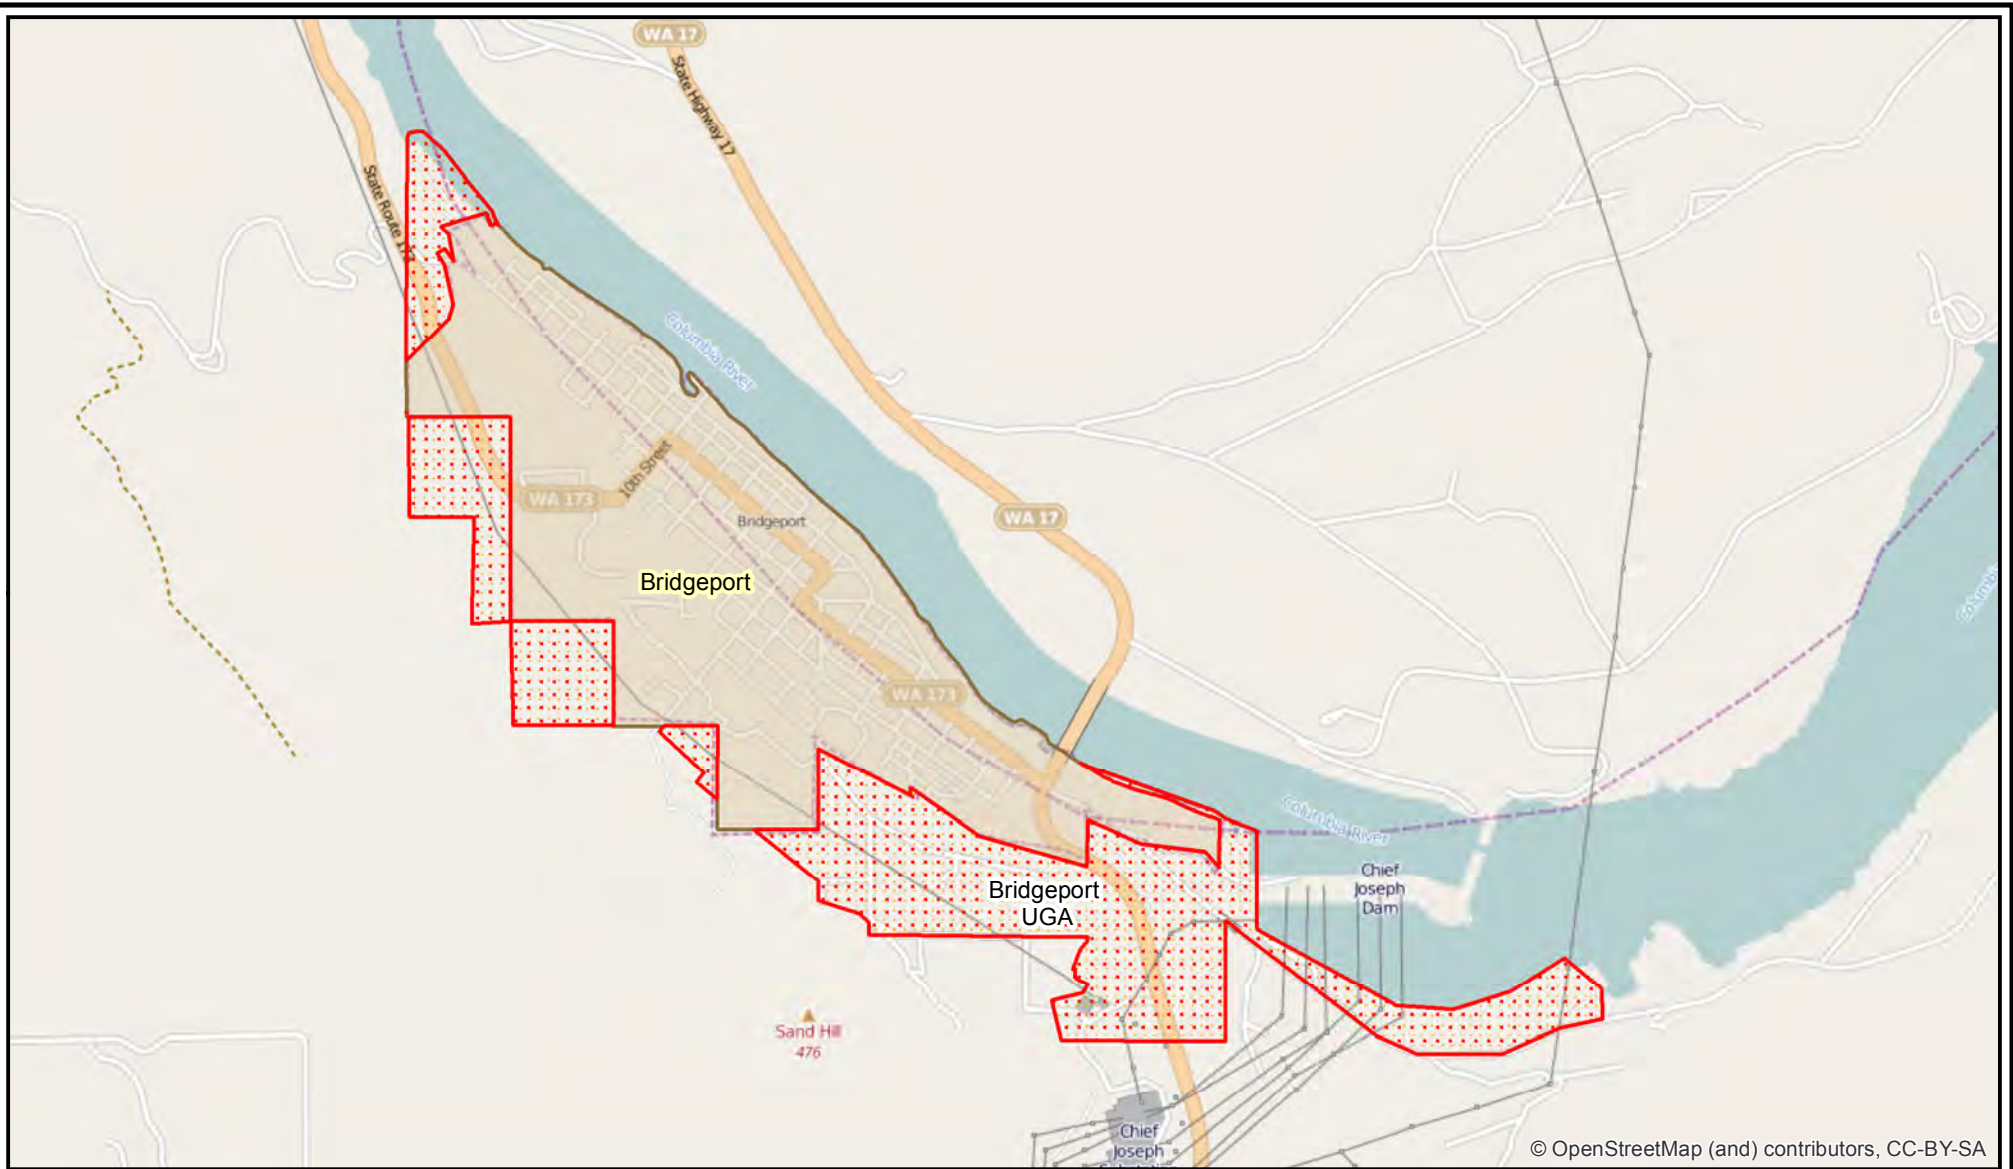 WA 17
State Highway 17
State Route 173
Columbia River
10th Street
WA 173
Bridgeport
WA 17
Bridgeport
WA 173
Columbia River
Chief
Joseph
Dam
Bridgeport
UGA
Sand Hill
476
Chief
Joseph
© OpenStreetMap (and) contributors, CC-BY-SA